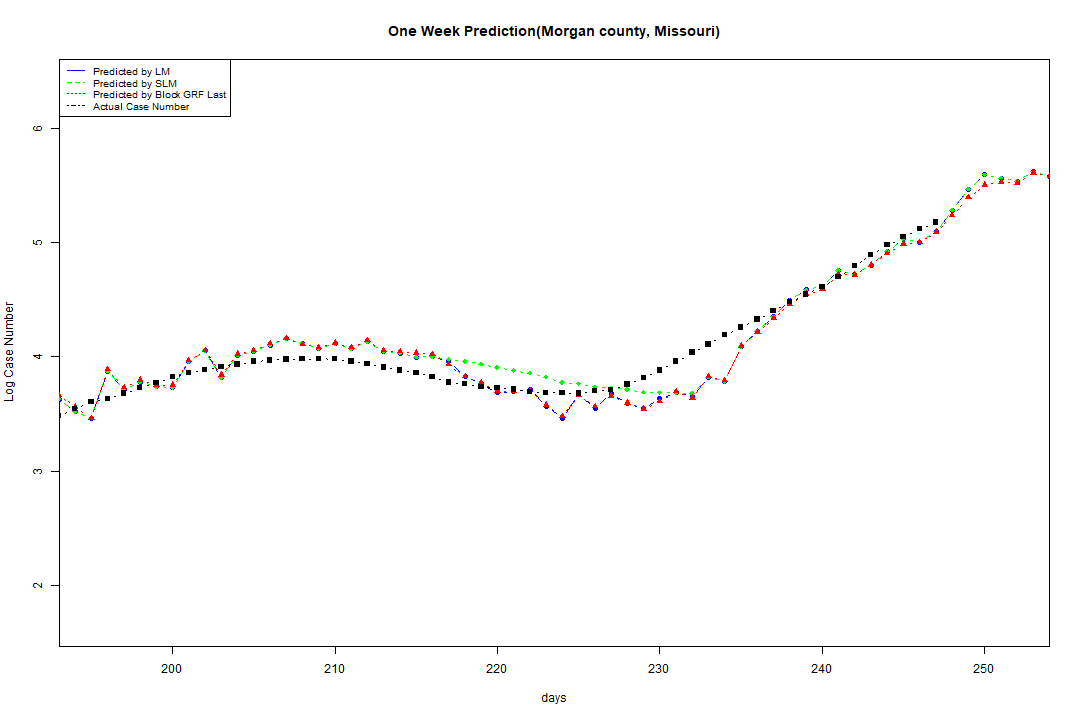 One Week Prediction(Morgan county, Missouri)
Predicted by LM
Predicted by SLM
Predicted by Block GRF Last
Actual Case Number
6
5
4
3
2
Log Case Number
200 210 220 230 240 250
days